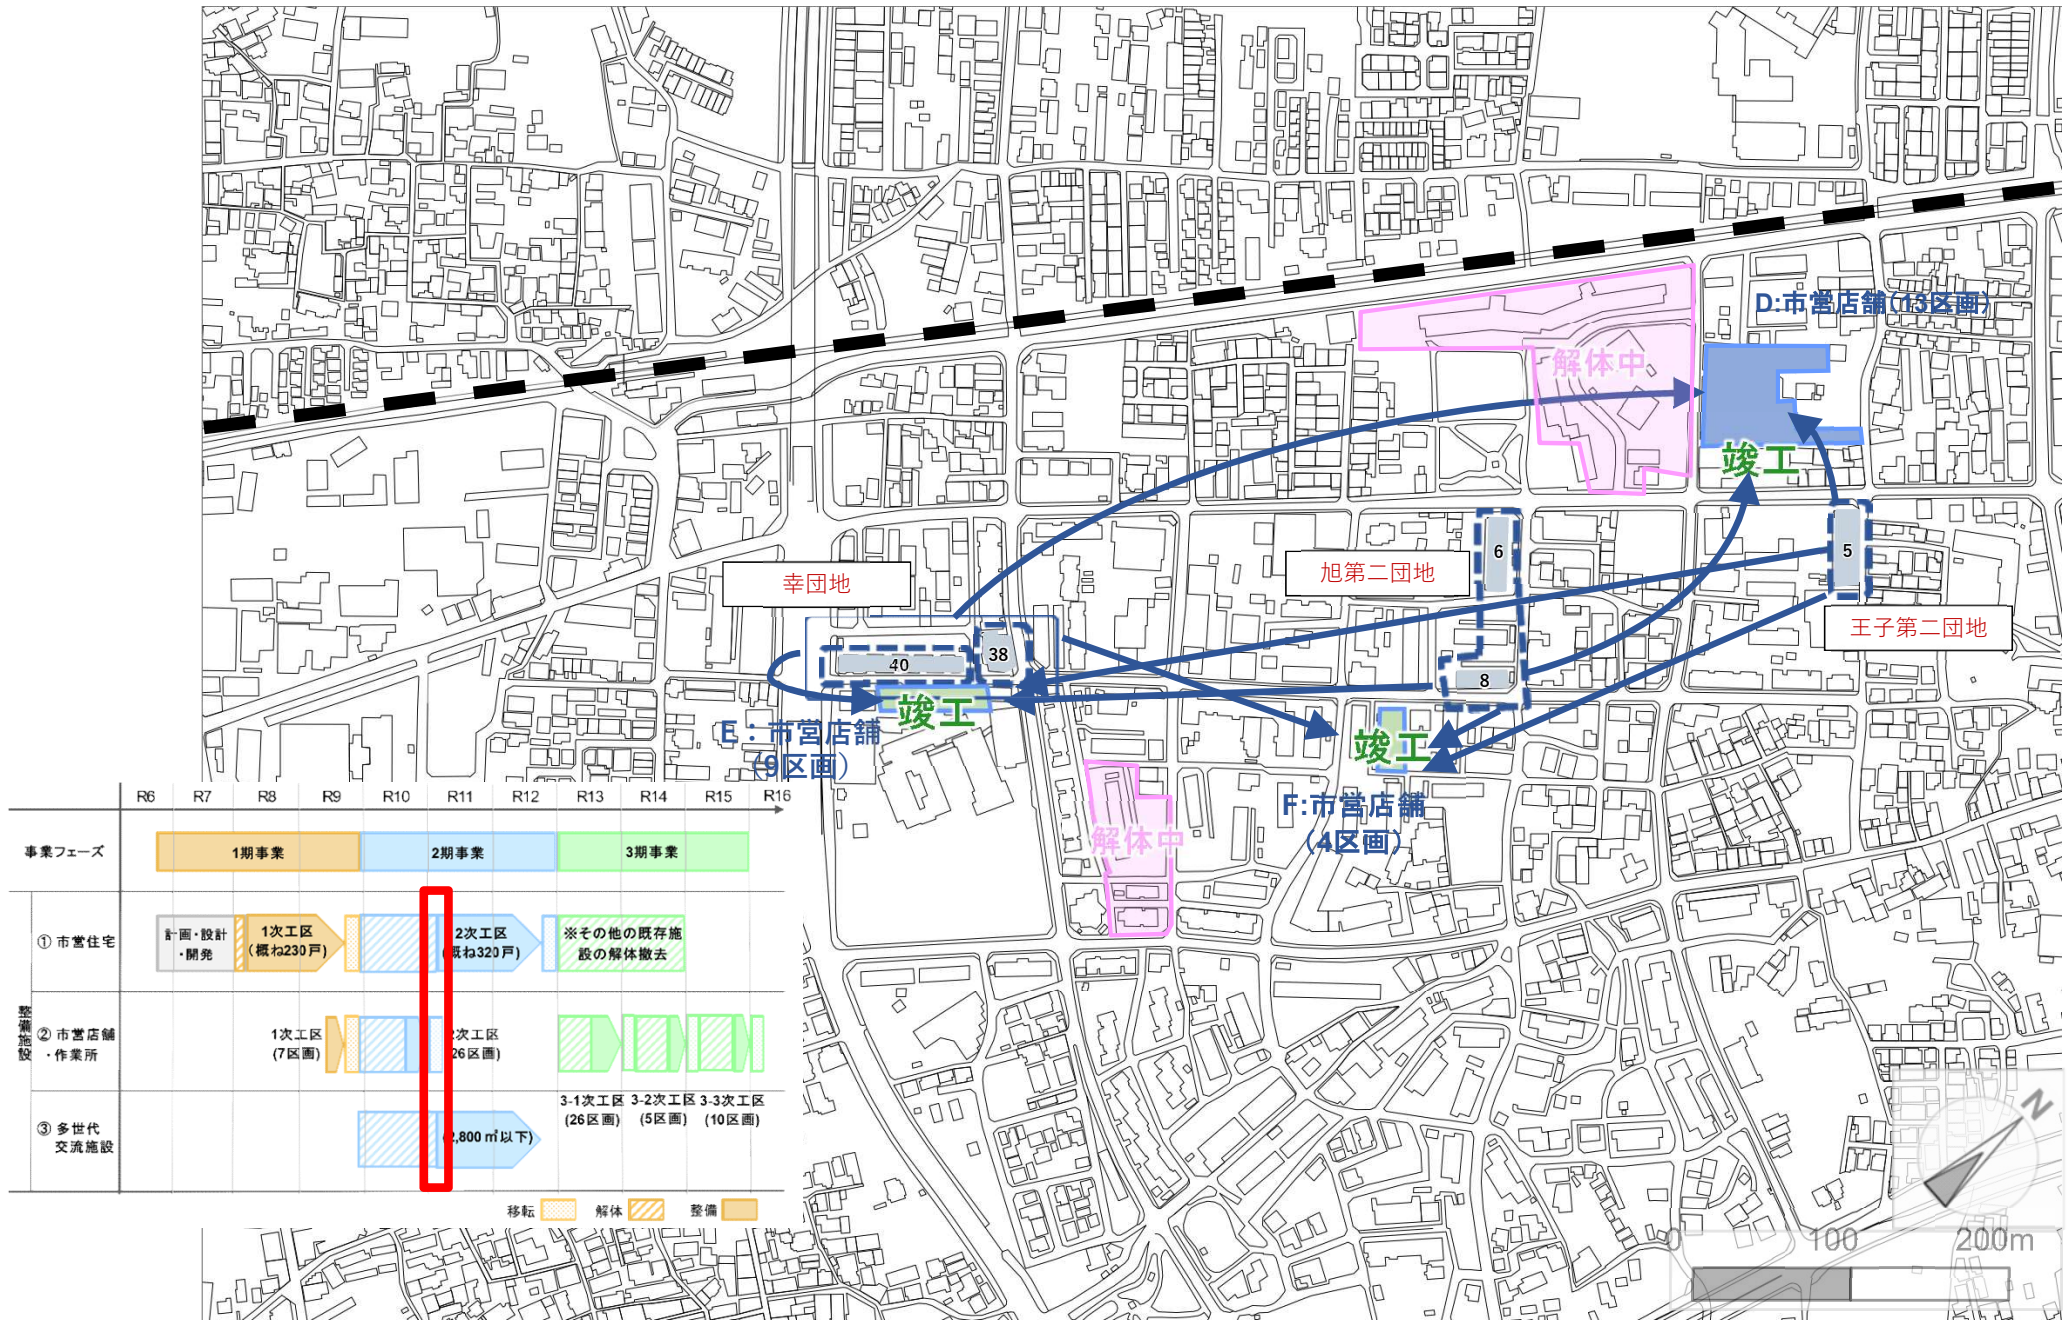 D:市営店舗(13区画)
解体中
竣工
6
5
旭第二団地
幸団地
王子第二団地
40
38
8
竣工
E：市営店舗
(9区画)
竣工
F:市営店舗
(4区画)
解体中
R6 R7 R8 R9 R10 R11 R12 R13 R14 R15 R16
事業フェーズ 1期事業 2期事業 3期事業
整備施設
① 市営住宅
計画・設計
・開発
1次工区
(概ね230戸)
2次工区
概ね320戸)
※その他の既存施
設の解体撤去
② 市営店舗
・作業所
1次工区
(7区画)
次工区
26区画)
3-1次工区 3-2次工区 3-3次工区
(26区画) (5区画) (10区画)
③ 多世代
交流施設
,800㎡以下)
移転 解体 整備
N
0 100 200m